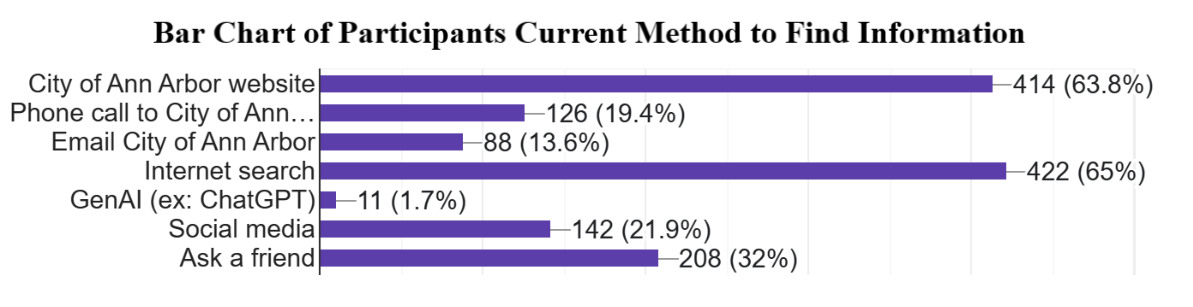 Bar Chart of Participants Current Method to Find Information
City of Ann Arbor website 414 (63.8%)
Phone call to City of Ann… 126 (19.4%)
Email City of Ann Arbor 88 (13.6%)
Internet search 422 (65%)
GenAI (ex: ChatGPT) 11 (1.7%)
Social media 142 (21.9%)
Ask a friend 208 (32%)